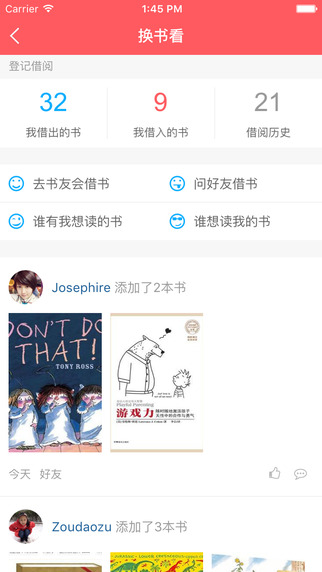 Carrier 1:45 PM
换书看
登记借阅
32 9 21
我借出的书 我借入的书 借阅历史
去书友会借书 问好友借书
谁有我想读的书 谁想读我的书
Josephire 添加了2本书
DON'T DO
THAT!
TONY ROSS
游戏力
Playful Parenting
今天 好友
Zoudaozu 添加了3本书